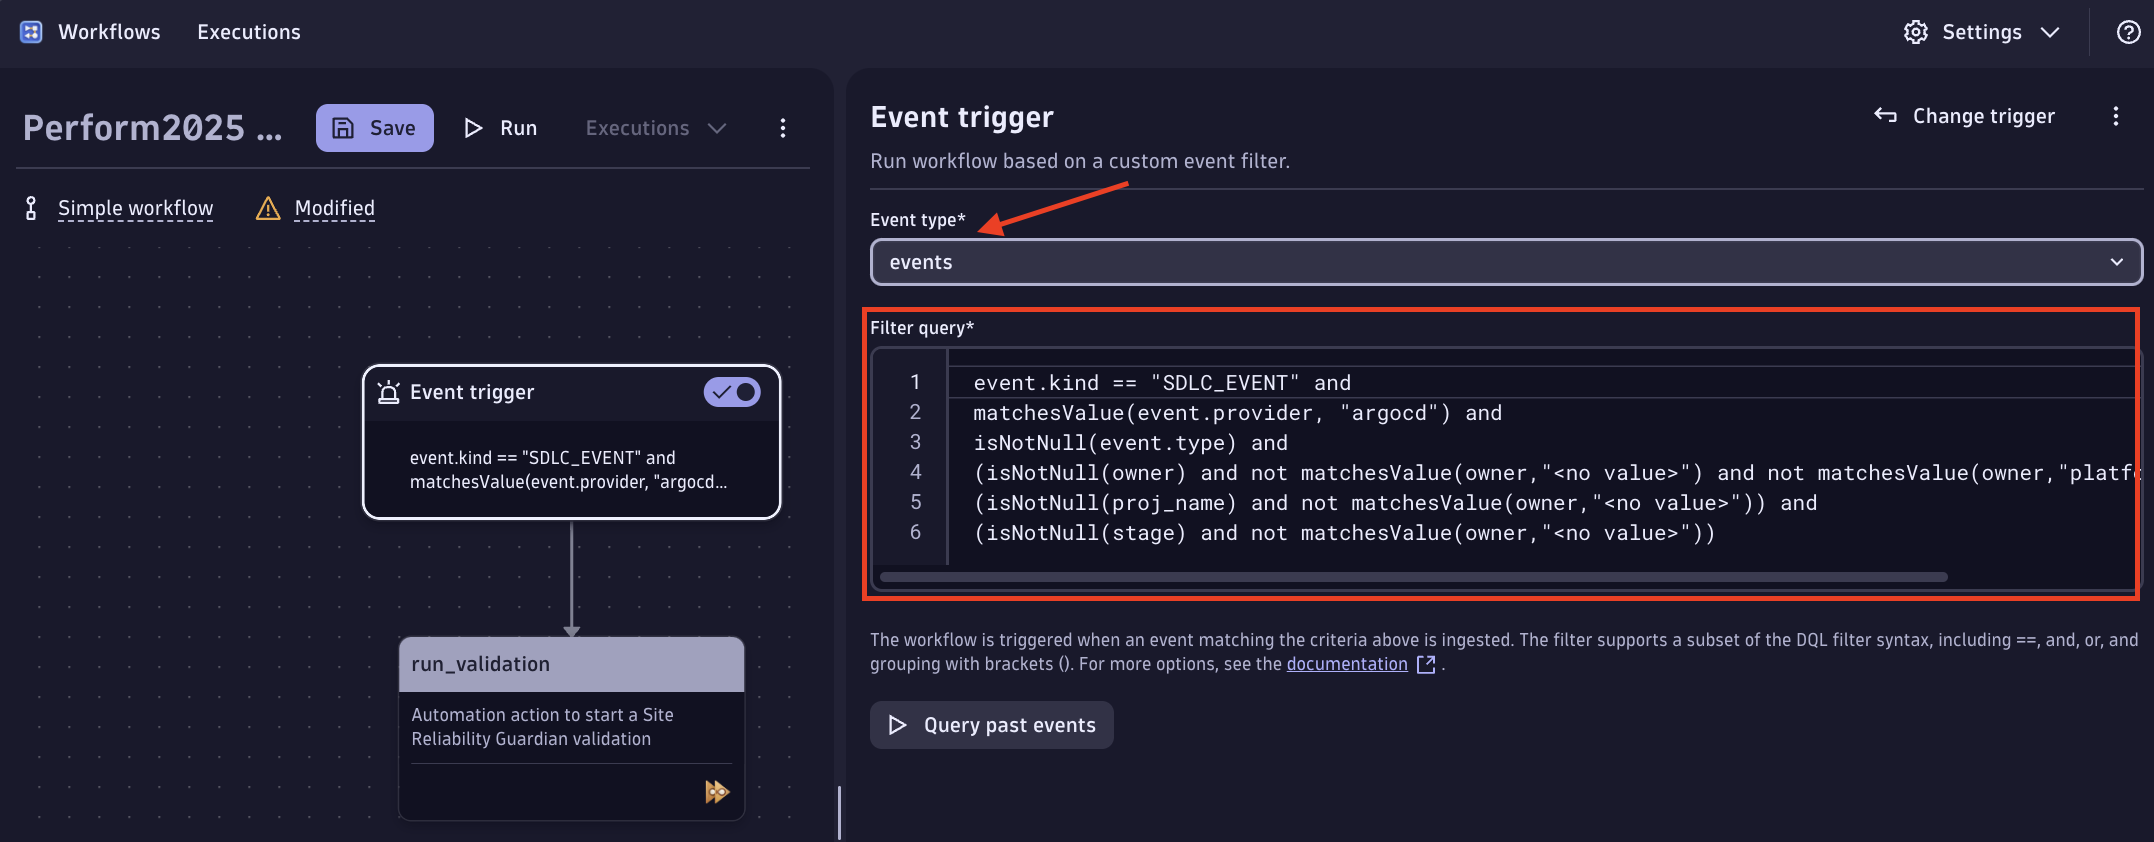 Workflows
Executions
Settings
Perform2025 ...
Save
Run
Executions
Simple workflow
Modified
Event trigger
event.kind == "SDLC_EVENT" and
matchesValue(event.provider, "argocd...
run_validation
Automation action to start a Site
Reliability Guardian validation
Event trigger
Change trigger
Run workflow based on a custom event filter.
Event type*
events
Filter query*
1 event.kind == "SDLC_EVENT" and
2 matchesValue(event.provider, "argocd") and
3 isNotNull(event.type) and
4 (isNotNull(owner) and not matchesValue(owner,"<no value>") and not matchesValue(owner,"platf
5 (isNotNull(proj_name) and not matchesValue(owner,"<no value>")) and
6 (isNotNull(stage) and not matchesValue(owner,"<no value>"))
The workflow is triggered when an event matching the criteria above is ingested. The filter supports a subset of the DQL filter syntax, including ==, and, or, and
grouping with brackets (). For more options, see the documentation .
Query past events